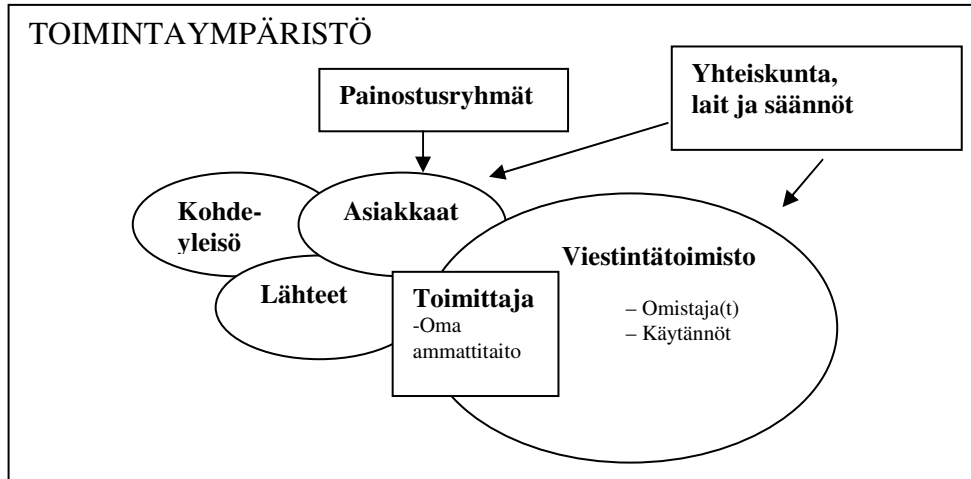 TOIMINTAYMPÄRISTÖ
Painostusryhmät
Yhteiskunta,
lait ja säännöt
Kohde-
yleisö
Asiakkaat
Lähteet
Toimittaja
-Oma
ammattitaito
Viestintätoimisto
– Omistaja(t)
– Käytännöt